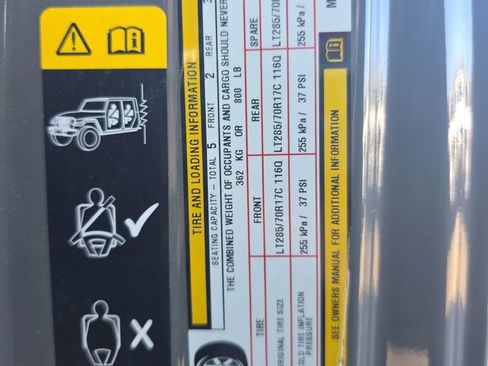 TIRE AND LOADING INFORMATION
SEATING CAPACITY - TOTAL 5 FRONT 2 REAR
THE COMBINED WEIGHT OF OCCUPANTS AND CARGO SHOULD NEVER
362 KG OR 800 LB
TIRE FRONT REAR SPARE
ORIGINAL TIRE SIZE LT285/70R17C 116Q LT285/70R17C 116Q LT285/70R
COLD TIRE INFLATION PRESSURE 255 kPa / 37 PSI 255 kPa / 37 PSI 255 kPa /
SEE OWNERS MANUAL FOR ADDITIONAL INFORMATION